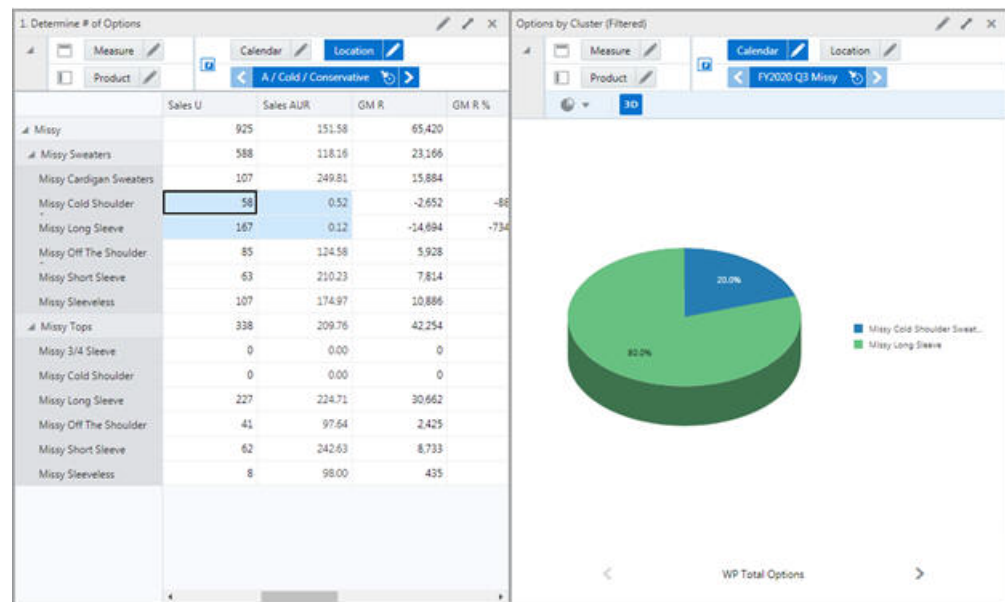 1. Determine # of Options
Measure
Calendar
Location
Product
A / Cold / Conservative
Sales U Sales AUR GM R GM R %
Missy 925 151.58 65,420
Missy Sweaters 588 118.16 23,166
Missy Cardigan Sweaters 107 249.81 15,884
Missy Cold Shoulder 58 0.52 -2,652 -88
Missy Long Sleeve 167 0.12 -14,694 -734
Missy Off The Shoulder 85 124.58 5,928
Missy Short Sleeve 63 210.23 7,814
Missy Sleeveless 107 174.97 10,886
Missy Tops 338 209.76 42,254
Missy 3/4 Sleeve 0 0.00 0
Missy Cold Shoulder 0 0.00 0
Missy Long Sleeve 227 224.71 30,662
Missy Off The Shoulder 41 97.64 2,425
Missy Short Sleeve 62 242.63 8,733
Missy Sleeveless 8 98.00 435
Options by Cluster (Filtered)
Measure
Calendar
Location
Product
FY2020 Q3 Missy
3D
20.0%
80.0%
Missy Cold Shoulder Sweat...
Missy Long Sleeve
WP Total Options